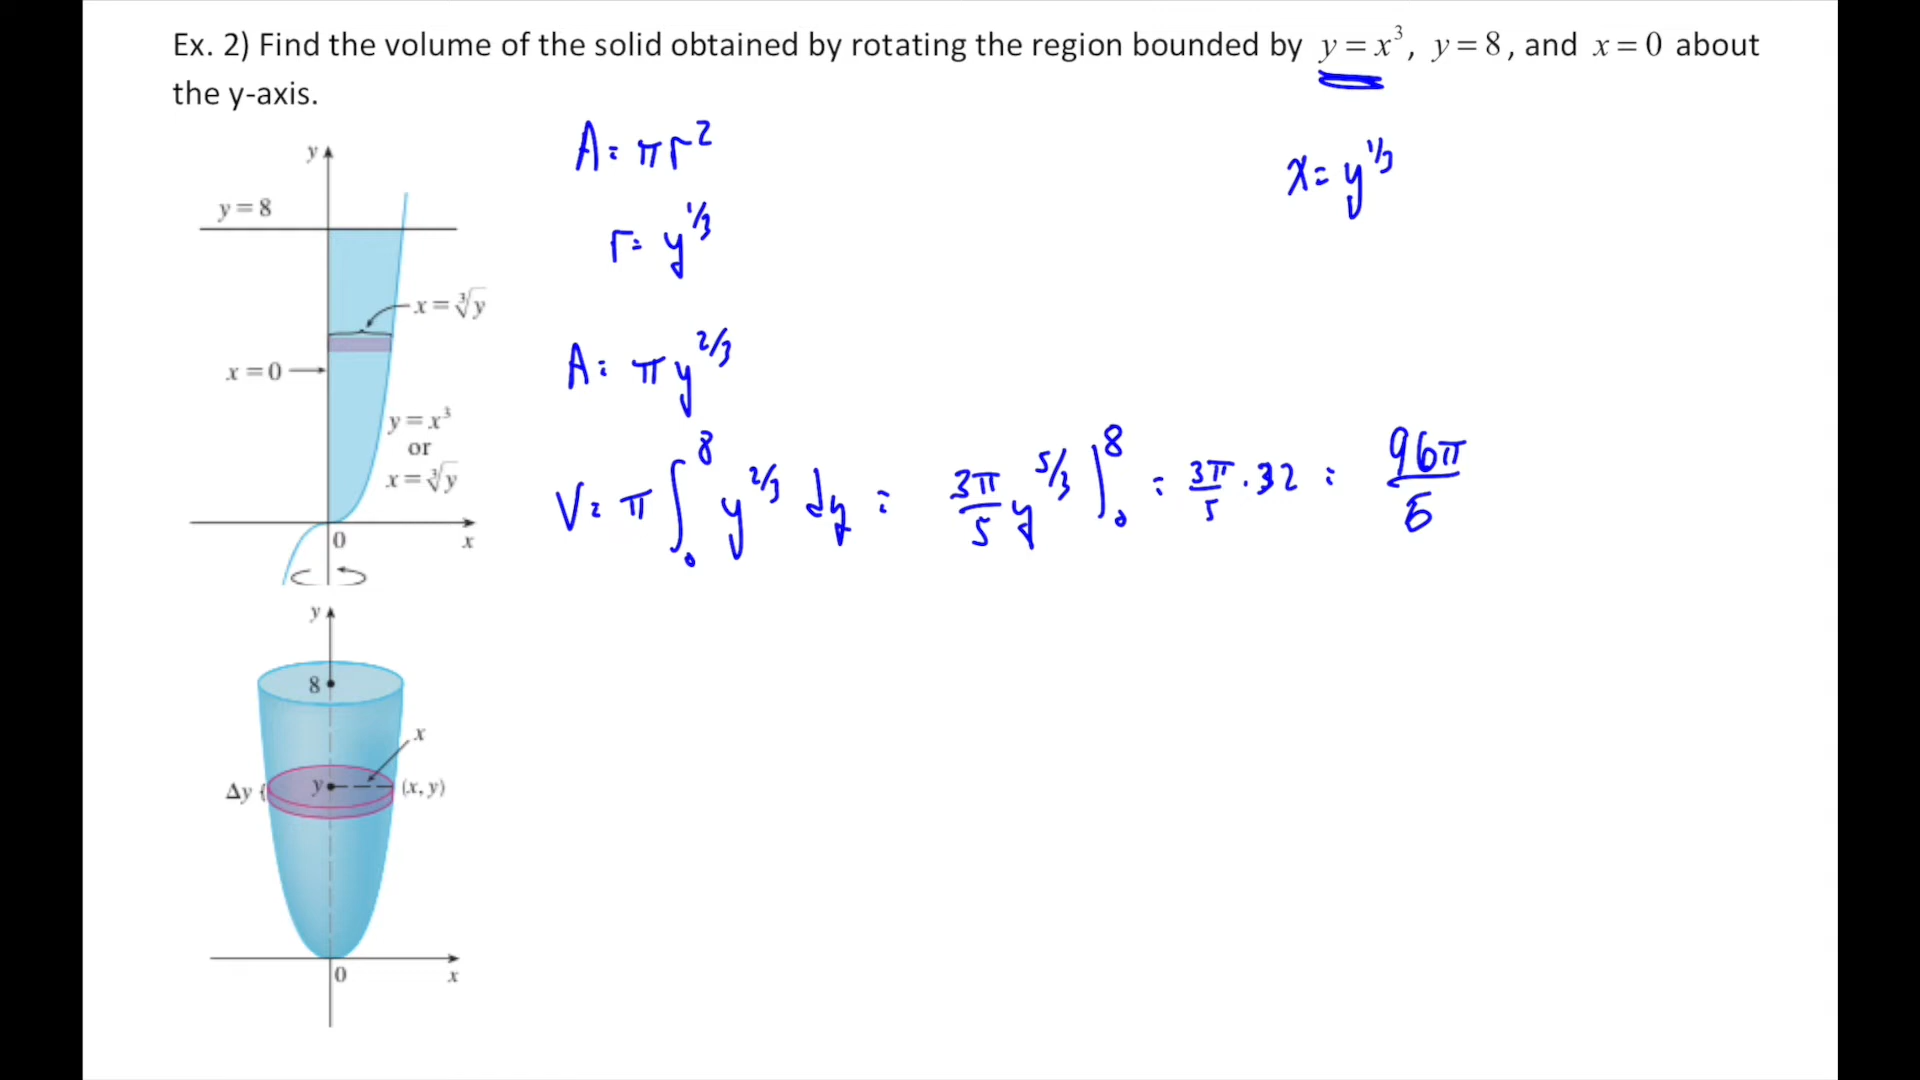 Ex. 2) Find the volume of the solid obtained by rotating the region bounded by y = x³, y = 8, and x = 0 about
the y-axis.
A = πr²
x = y^{1/3}
r = y^{1/3}
A = πy^{2/3}
V = π ∫₀⁸ y^{2/3} dy = 3π/5 y^{5/3} |₀⁸ = 3π/5 · 32 = 96π/5
y
y = 8
x = ∛y
x = 0
y = x³
or
x = ∛y
0
x
y
8
x
Δy
y
(x, y)
0
x